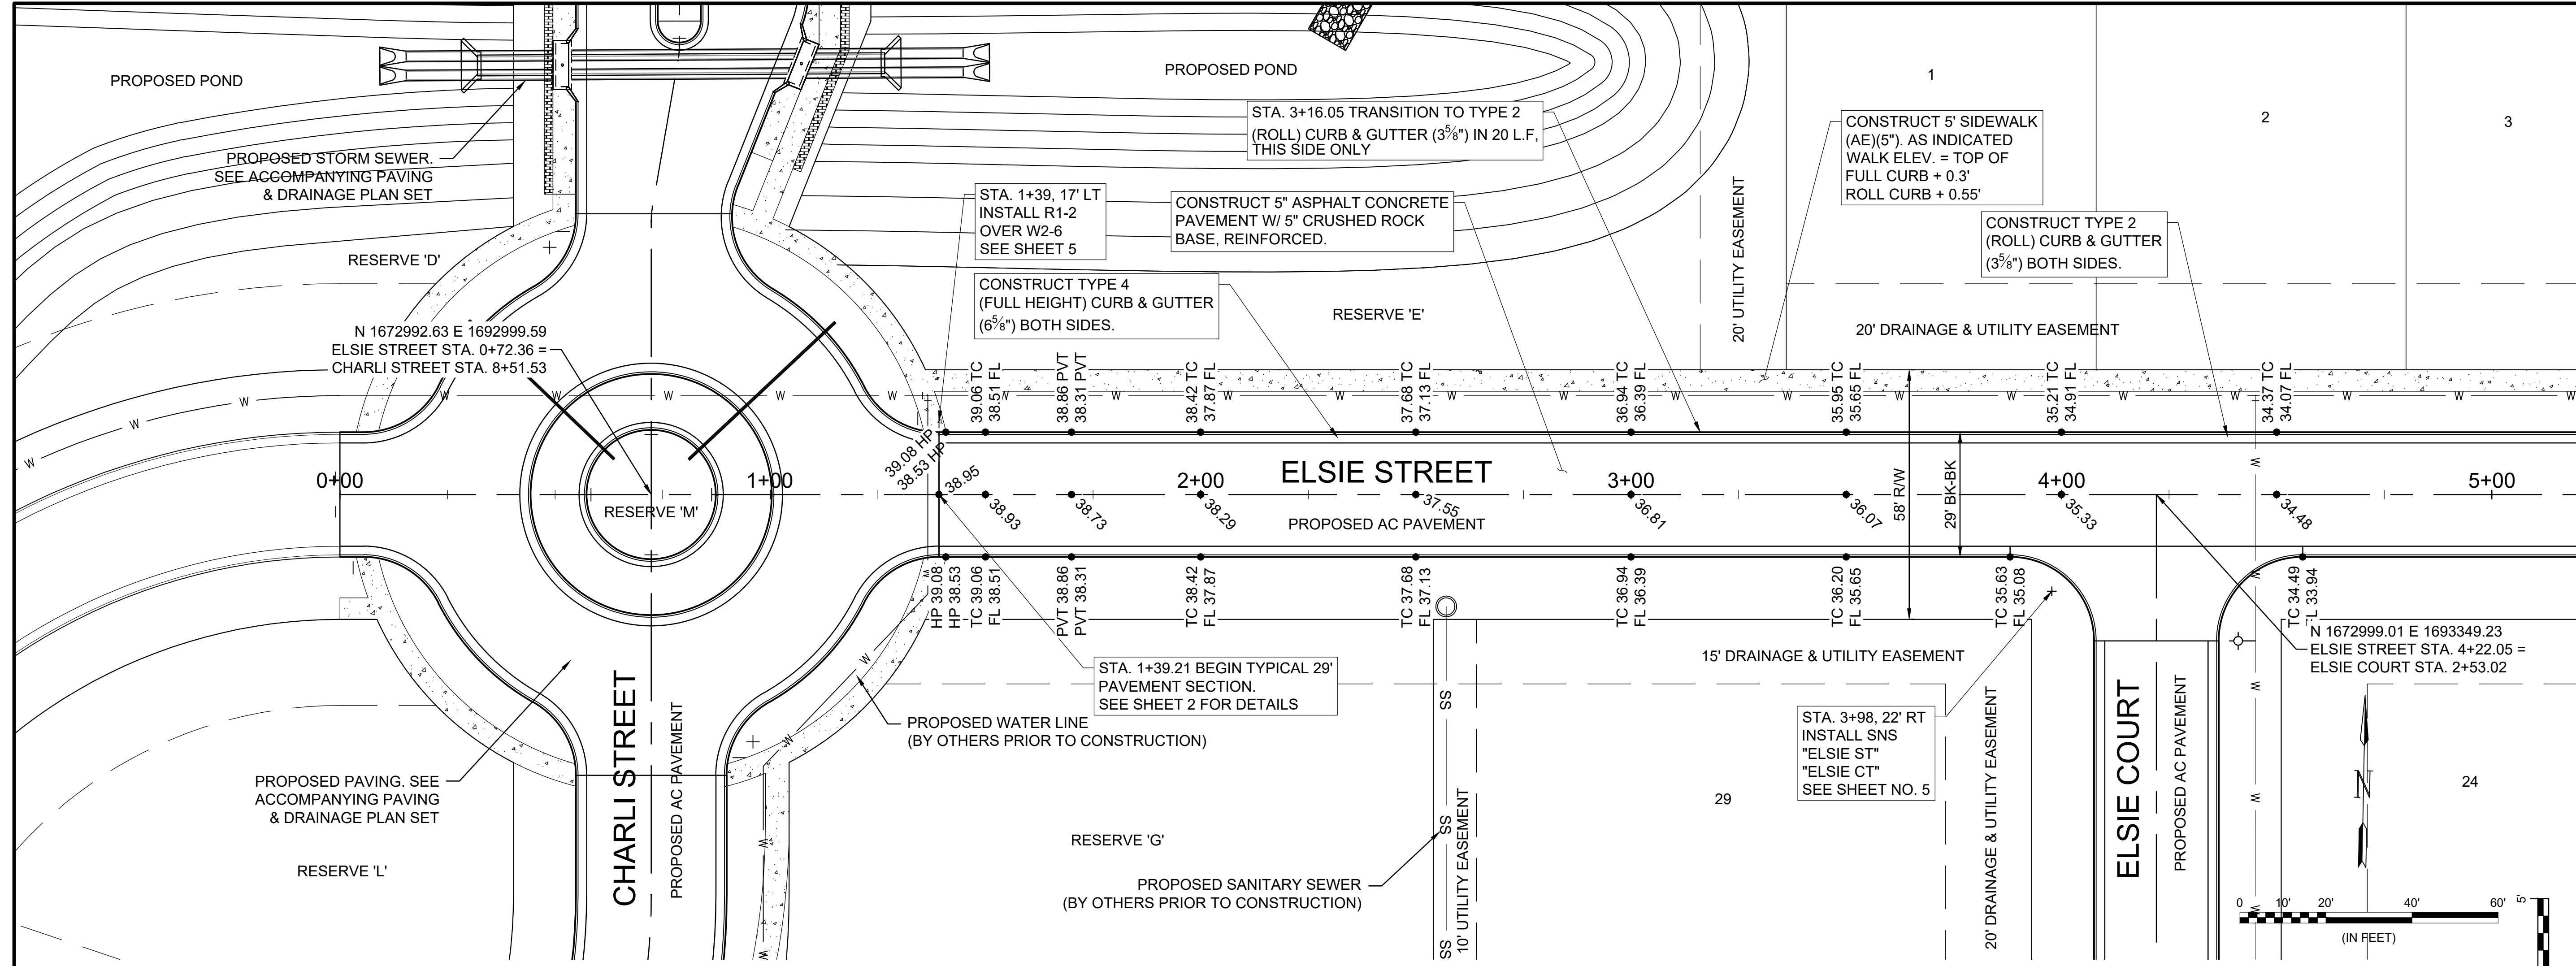 PROPOSED POND
PROPOSED POND
1
2
3
STA. 3+16.05 TRANSITION TO TYPE 2
(ROLL) CURB & GUTTER (3⅝") IN 20 L.F,
THIS SIDE ONLY
CONSTRUCT 5' SIDEWALK
(AE)(5"). AS INDICATED
WALK ELEV. = TOP OF
FULL CURB + 0.3'
ROLL CURB + 0.55'
PROPOSED STORM SEWER.
SEE ACCOMPANYING PAVING
& DRAINAGE PLAN SET
STA. 1+39, 17' LT
INSTALL R1-2
OVER W2-6
SEE SHEET 5
CONSTRUCT 5" ASPHALT CONCRETE
PAVEMENT W/ 5" CRUSHED ROCK
BASE, REINFORCED.
20' UTILITY EASEMENT
CONSTRUCT TYPE 2
(ROLL) CURB & GUTTER
(3⅝") BOTH SIDES.
RESERVE 'D'
CONSTRUCT TYPE 4
(FULL HEIGHT) CURB & GUTTER
(6⅝") BOTH SIDES.
RESERVE 'E'
20' DRAINAGE & UTILITY EASEMENT
N 1672992.63 E 1692999.59
ELSIE STREET STA. 0+72.36 =
CHARLI STREET STA. 8+51.53
39.08 HP
38.53 HP
39.06 TC
38.51 FL
38.86 PVT
38.31 PVT
38.42 TC
37.87 FL
37.68 TC
37.13 FL
36.94 TC
36.39 FL
35.95 TC
35.65 FL
35.21 TC
34.91 FL
34.37 TC
34.07 FL
W W W W W W W W W W W W W W W W W
0+00
1+00
2+00
ELSIE STREET
3+00
4+00
5+00
58' R/W
29' BK-BK
38.95
38.93
38.73
38.29
37.55
36.81
36.07
35.33
34.48
RESERVE 'M'
PROPOSED AC PAVEMENT
HP 39.08
HP 38.53
TC 39.06
FL 38.51
PVT 38.86
PVT 38.31
TC 38.42
FL 37.87
TC 37.68
FL 37.13
TC 36.94
FL 36.39
TC 36.20
FL 35.65
TC 35.63
FL 35.08
TC 34.49
FL 33.94
N 1672999.01 E 1693349.23
ELSIE STREET STA. 4+22.05 =
ELSIE COURT STA. 2+53.02
STA. 1+39.21 BEGIN TYPICAL 29'
PAVEMENT SECTION.
SEE SHEET 2 FOR DETAILS
15' DRAINAGE & UTILITY EASEMENT
PROPOSED WATER LINE
(BY OTHERS PRIOR TO CONSTRUCTION)
STA. 3+98, 22' RT
INSTALL SNS
"ELSIE ST"
"ELSIE CT"
SEE SHEET NO. 5
PROPOSED PAVING. SEE
ACCOMPANYING PAVING
& DRAINAGE PLAN SET
CHARLI STREET
PROPOSED AC PAVEMENT
29
24
20' DRAINAGE & UTILITY EASEMENT
ELSIE COURT
PROPOSED AC PAVEMENT
N
RESERVE 'L'
RESERVE 'G'
SS
SS
SS
10' UTILITY EASEMENT
PROPOSED SANITARY SEWER
(BY OTHERS PRIOR TO CONSTRUCTION)
0 10' 20' 40' 60'
(IN FEET)
5'